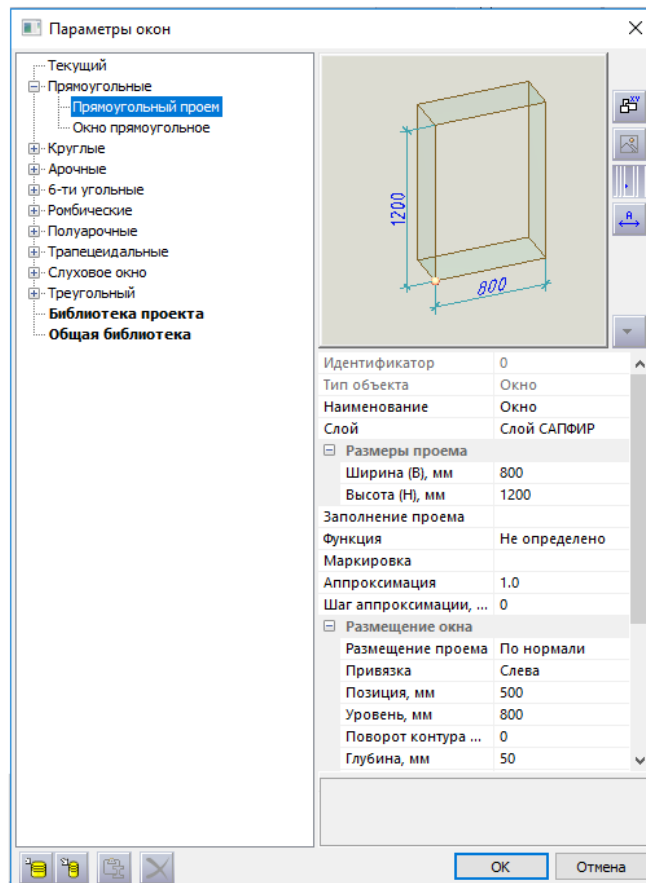 Параметры окон
Текущий
Прямоугольные
Прямоугольный проем
Окно прямоугольное
Круглые
Арочные
6-ти угольные
Ромбические
Полуарочные
Трапецеидальные
Слуховое окно
Треугольный
Библиотека проекта
Общая библиотека
1200
800
XY
A
Идентификатор 0
Тип объекта Окно
Наименование Окно
Слой Слой САПФИР
Размеры проема
Ширина (B), мм 800
Высота (H), мм 1200
Заполнение проема
Функция Не определено
Маркировка
Аппроксимация 1.0
Шаг аппроксимации, ... 0
Размещение окна
Размещение проема По нормали
Привязка Слева
Позиция, мм 500
Уровень, мм 800
Поворот контура ... 0
Глубина, мм 50
ОК Отмена